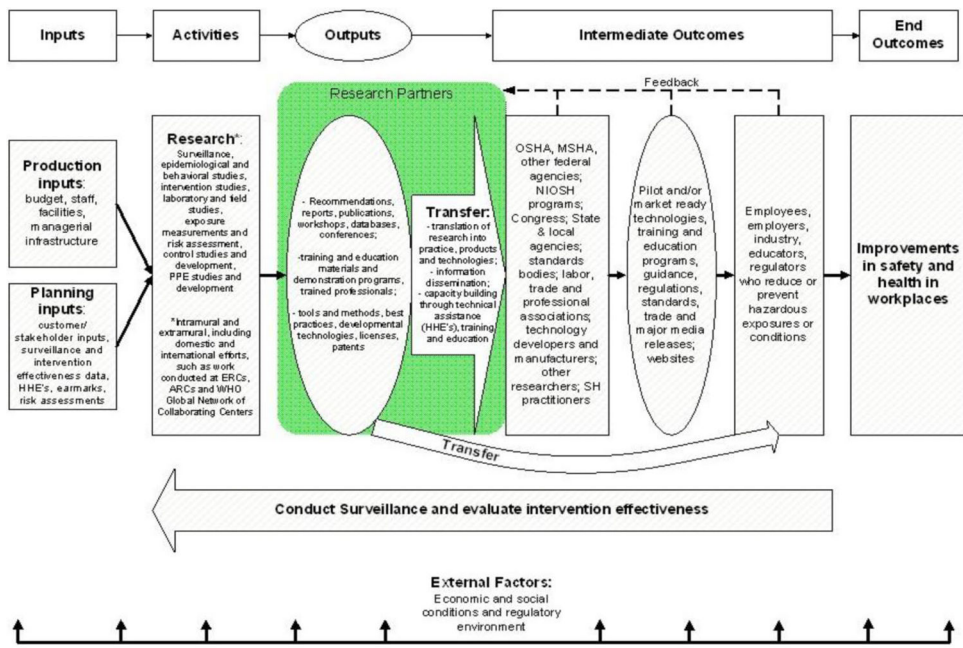 Inputs
Activities
Outputs
Intermediate Outcomes
End
Outcomes
Feedback
Research Partners
Production
inputs:
budget, staff,
facilities,
managerial
infrastructure
Planning
inputs:
customer/
stakeholder inputs,
surveillance and
intervention
effectiveness data,
HHE's, earmarks,
risk assessments
Research*:
Surveillance,
epidemiological and
behavioral studies,
intervention studies,
laboratory and field
studies,
exposure
measurements and
risk assessment,
control studies and
development,
PPE studies and
development
*Intramural and
extramural, including
domestic and
international efforts,
such as work
conducted at ERCs,
ARCs and WHO
Global Network of
Collaborating Centers
- Recommendations,
reports, publications,
workshops, databases,
conferences;
-training and education
materials and
demonstration programs,
trained professionals;
- tools and methods, best
practices, developmental
technologies, licenses,
patents
Transfer:
- translation of
research into
practice, products
and technologies;
- information
dissemination;
- capacity building
through technical
assistance
(HHE's), training
and education
OSHA, MSHA,
other federal
agencies;
NIOSH
programs;
Congress; State
& local
agencies;
standards
bodies; labor,
trade and
professional
associations;
technology
developers and
manufacturers;
other
researchers; SH
practitioners
Pilot and/or
market ready
technologies,
training and
education
programs,
guidance,
regulations,
standards,
trade and
major media
releases;
websites
Employees,
employers,
industry,
educators,
regulators
who reduce or
prevent
hazardous
exposures or
conditions
Improvements
in safety and
health in
workplaces
Transfer
Conduct Surveillance and evaluate intervention effectiveness
External Factors:
Economic and social
conditions and regulatory
environment